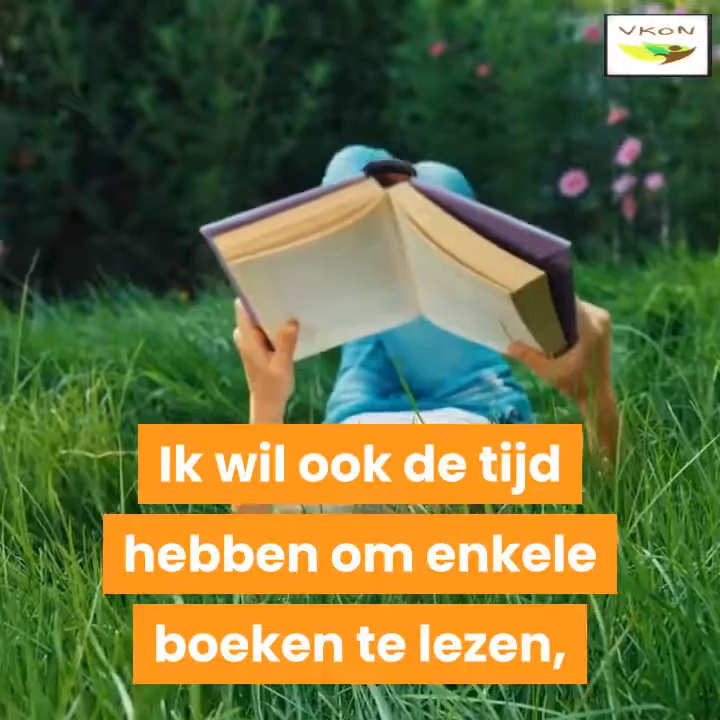 VKoN
Ik wil ook de tijd
hebben om enkele
boeken te lezen,